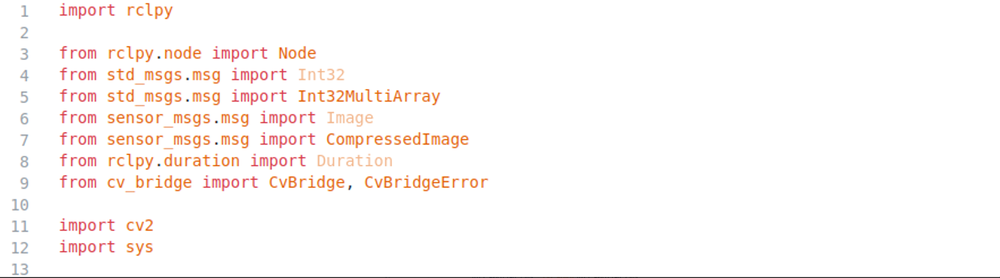 1 import rclpy
2
3 from rclpy.node import Node
4 from std_msgs.msg import Int32
5 from std_msgs.msg import Int32MultiArray
6 from sensor_msgs.msg import Image
7 from sensor_msgs.msg import CompressedImage
8 from rclpy.duration import Duration
9 from cv_bridge import CvBridge, CvBridgeError
10
11 import cv2
12 import sys
13